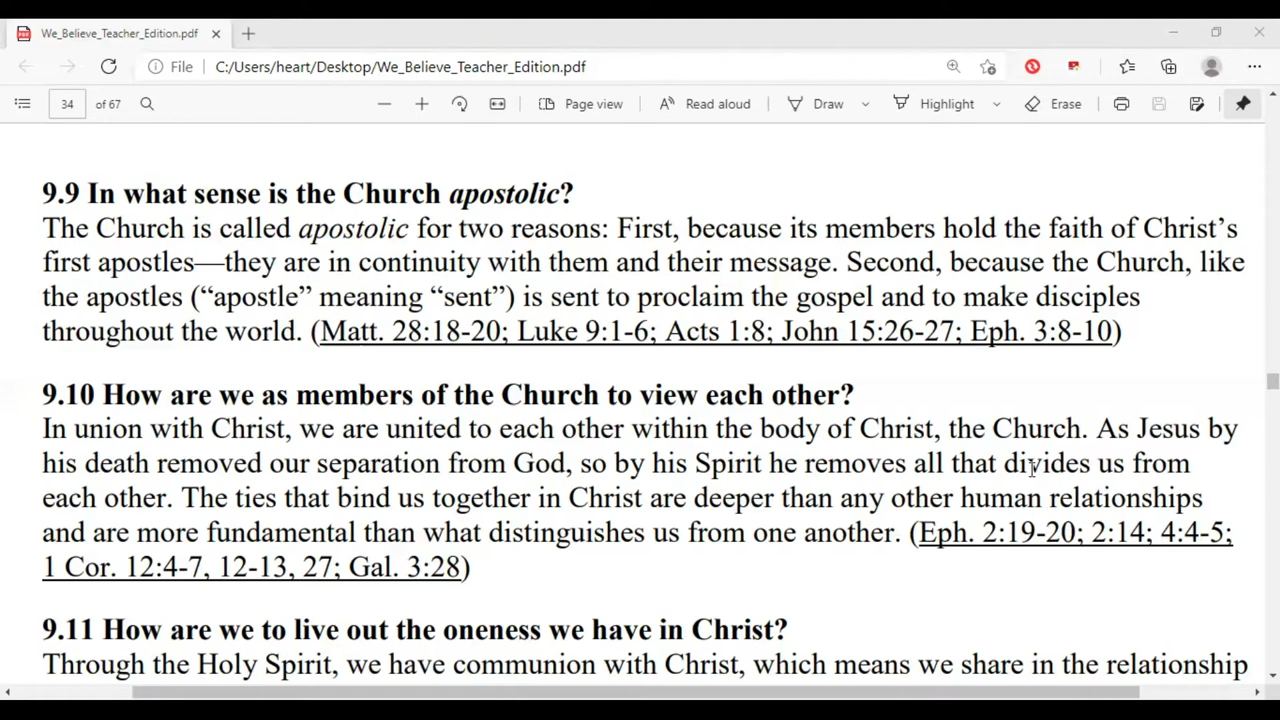 We_Believe_Teacher_Edition.pdf
File C:/Users/heart/Desktop/We_Believe_Teacher_Edition.pdf
34 of 67 Page view Read aloud Draw Highlight Erase
9.9 In what sense is the Church apostolic?
The Church is called apostolic for two reasons: First, because its members hold the faith of Christ’s
first apostles—they are in continuity with them and their message. Second, because the Church, like
the apostles (“apostle” meaning “sent”) is sent to proclaim the gospel and to make disciples
throughout the world. (Matt. 28:18-20; Luke 9:1-6; Acts 1:8; John 15:26-27; Eph. 3:8-10)
9.10 How are we as members of the Church to view each other?
In union with Christ, we are united to each other within the body of Christ, the Church. As Jesus by
his death removed our separation from God, so by his Spirit he removes all that divides us from
each other. The ties that bind us together in Christ are deeper than any other human relationships
and are more fundamental than what distinguishes us from one another. (Eph. 2:19-20; 2:14; 4:4-5;
1 Cor. 12:4-7, 12-13, 27; Gal. 3:28)
9.11 How are we to live out the oneness we have in Christ?
Through the Holy Spirit, we have communion with Christ, which means we share in the relationship